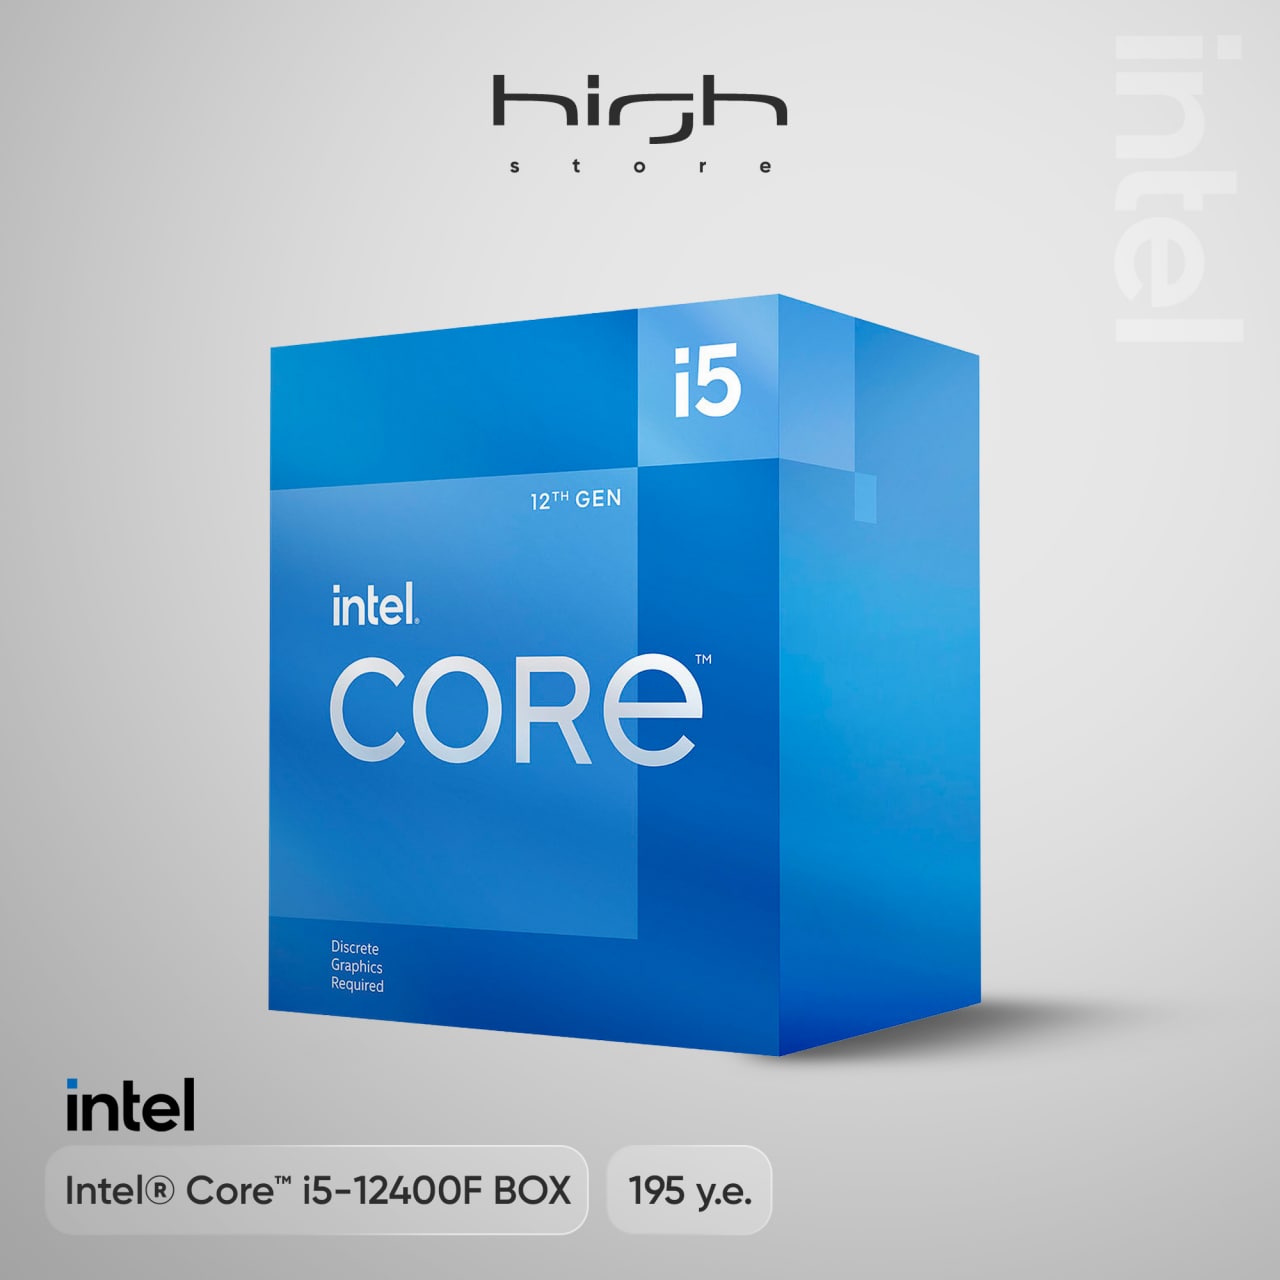 high
store
intel
i5
12TH GEN
intel.
CORe™
Discrete
Graphics
Required
intel
Intel® Core™ i5-12400F BOX
195 y.e.